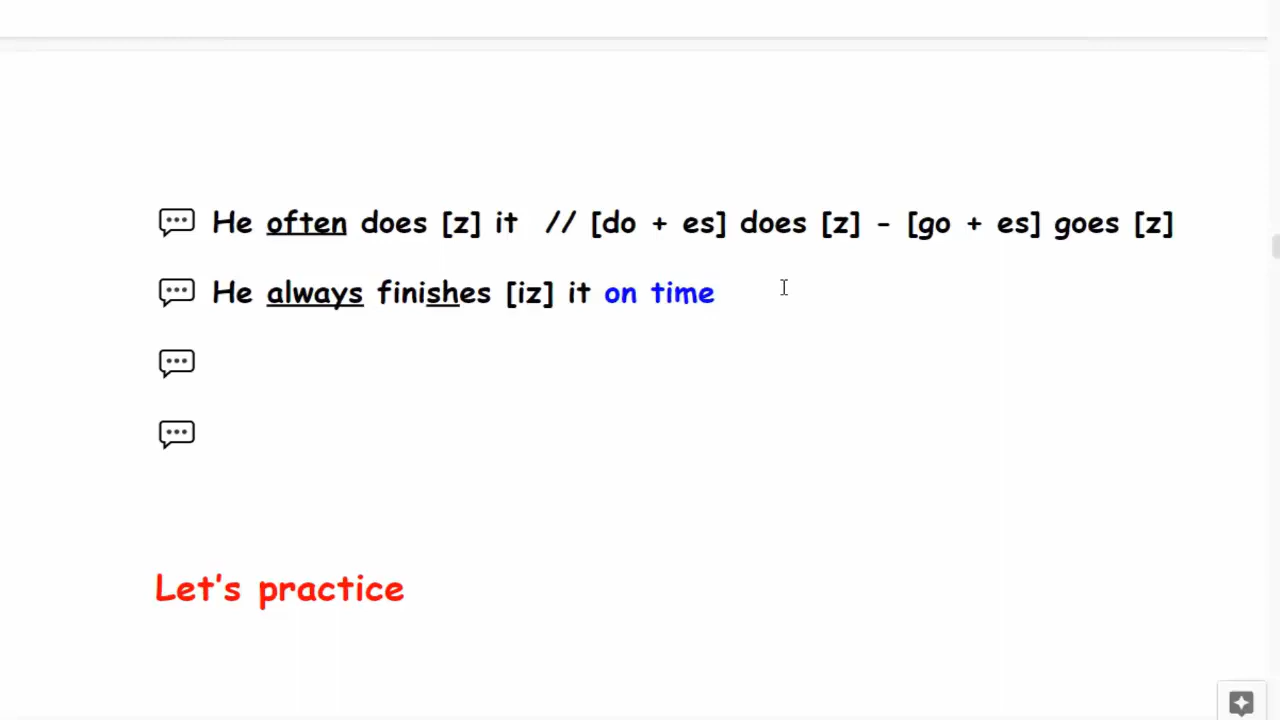 He often does [z] it // [do + es] does [z] - [go + es] goes [z]
He always finishes [iz] it on time
Let's practice